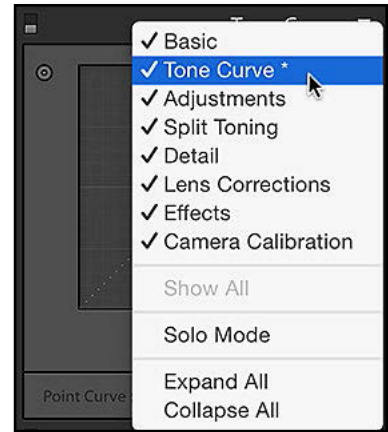 ✓ Basic
✓ Tone Curve *
✓ Adjustments
✓ Split Toning
✓ Detail
✓ Lens Corrections
✓ Effects
✓ Camera Calibration
Show All
Solo Mode
Expand All
Collapse All
Point Curve